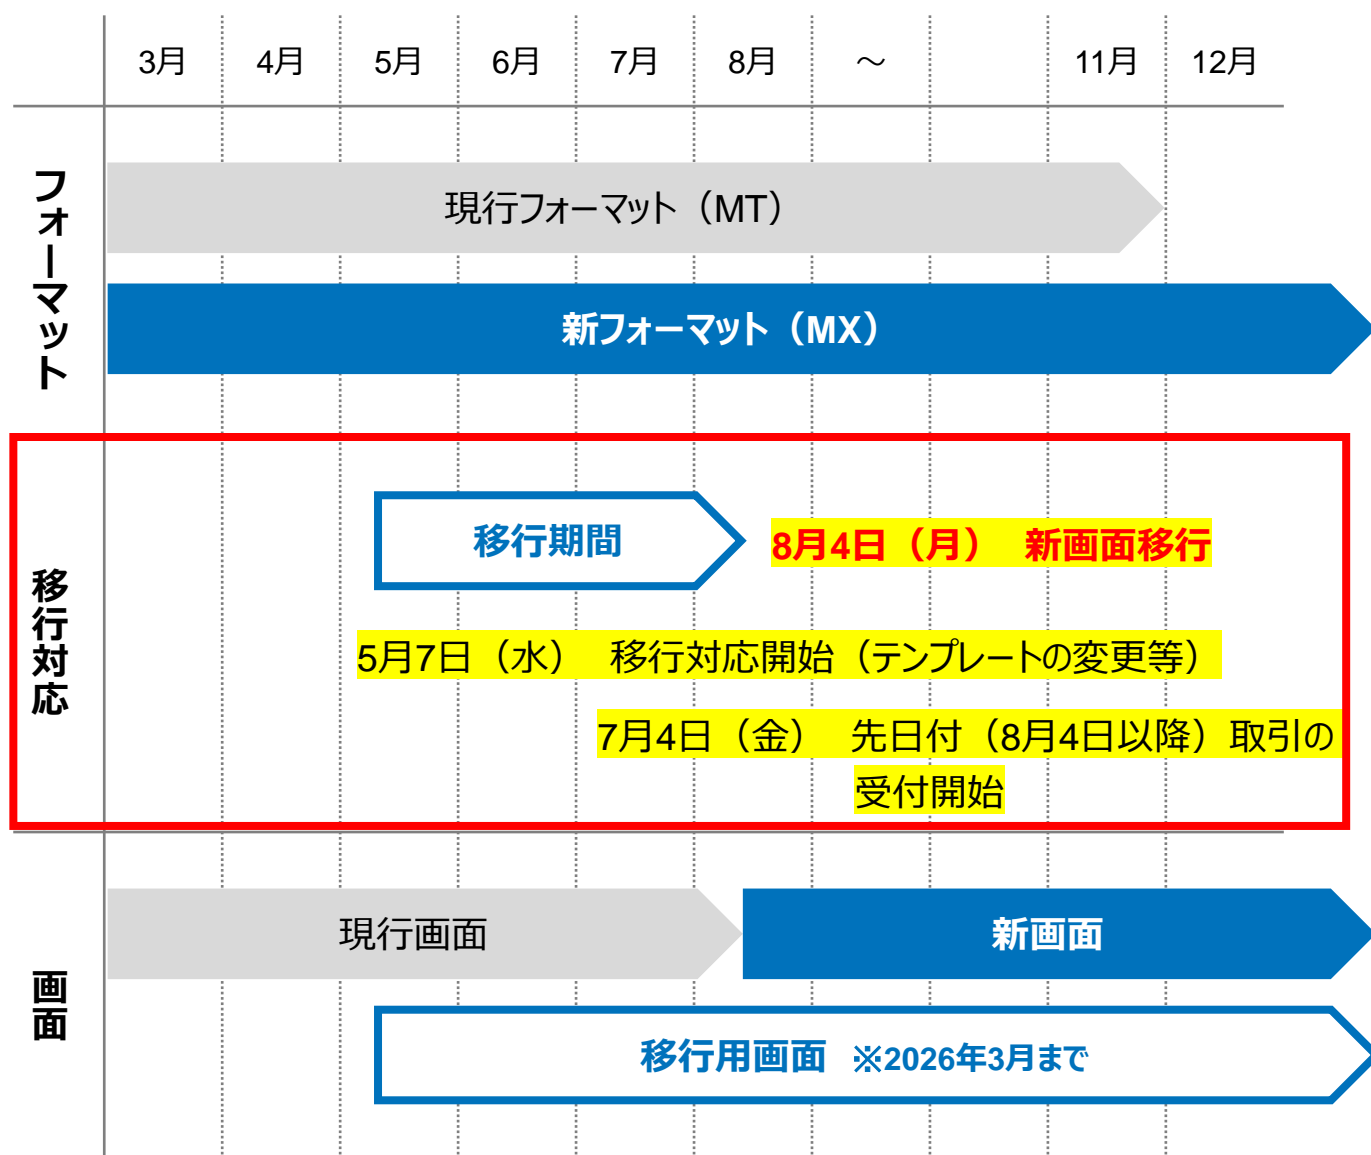 3月 4月 5月 6月 7月 8月 ～ 11月 12月
フォーマット
現行フォーマット（MT）
新フォーマット（MX）
移行対応
移行期間
8月4日（月）　新画面移行
5月7日（水）　移行対応開始（テンプレートの変更等）
7月4日（金）　先日付（8月4日以降）取引の
受付開始
画面
現行画面
新画面
移行用画面　※2026年3月まで